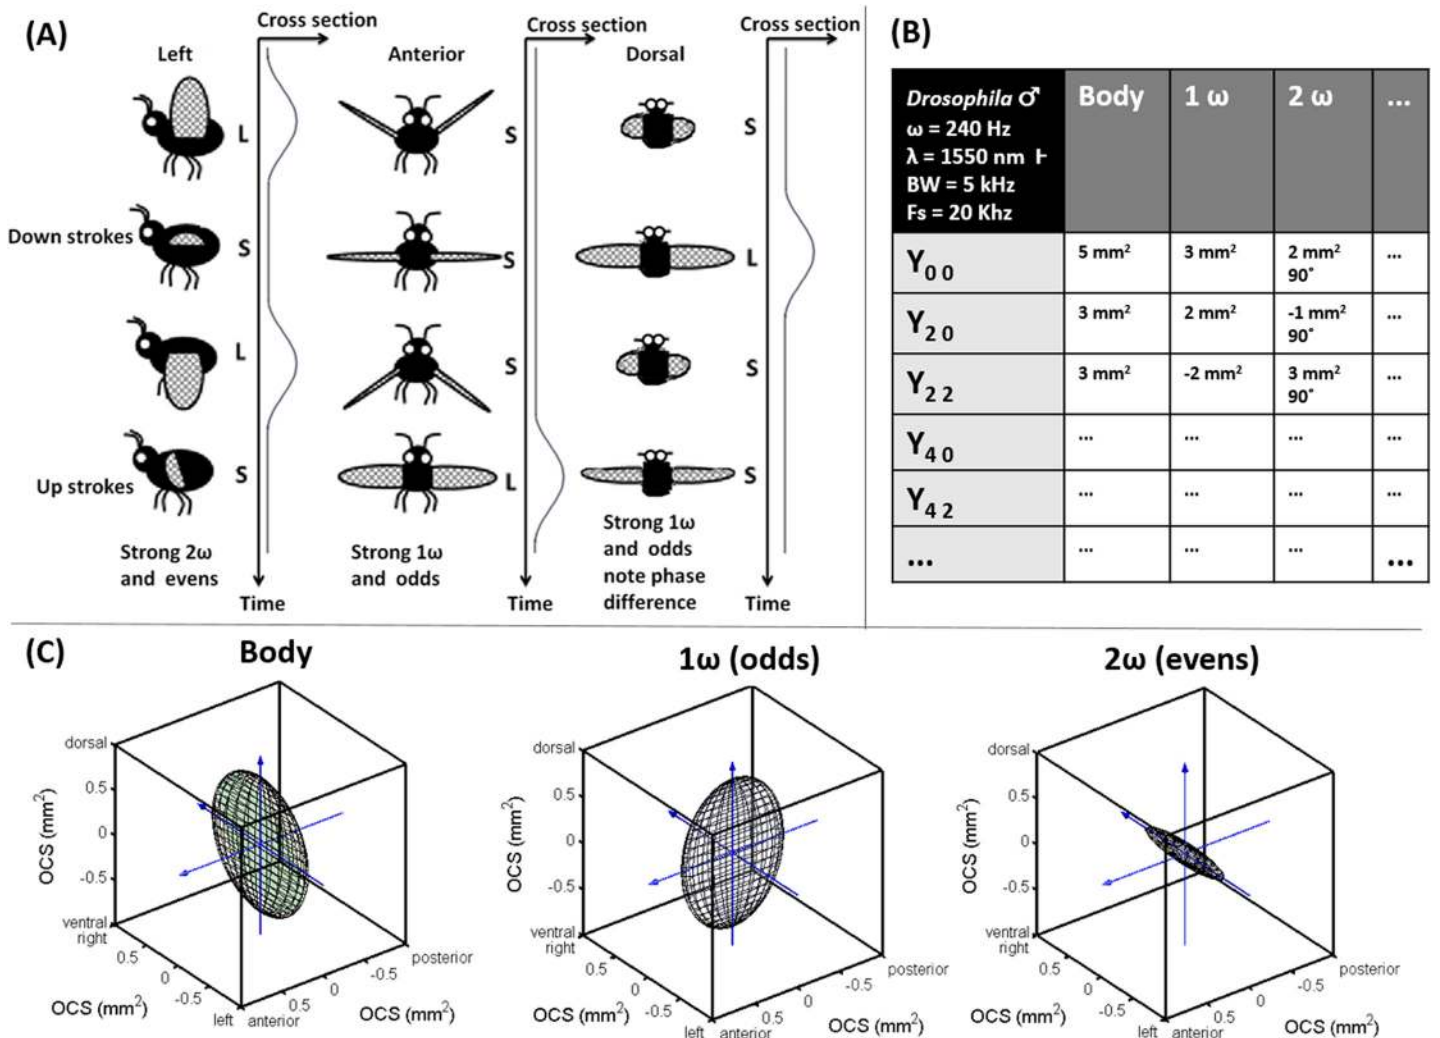 (A)
Cross section
Left
Anterior
Cross section
Dorsal
Cross section
L
S
S
Down strokes
S
S
L
L
S
S
Up strokes
S
L
S
Strong 2ω
and evens
Strong 1ω
and odds
Strong 1ω
and odds
note phase
difference
Time
Time
Time
(B)
Drosophila ♂
ω = 240 Hz
λ = 1550 nm Ⱶ
BW = 5 kHz
Fs = 20 Khz
Body
1 ω
2 ω
...
Y0 0
5 mm²
3 mm²
2 mm²
90°
...
Y2 0
3 mm²
2 mm²
-1 mm²
90°
...
Y2 2
3 mm²
-2 mm²
3 mm²
90°
...
Y4 0
...
...
...
...
Y4 2
...
...
...
...
...
...
...
...
...
(C)
Body
dorsal
0.5
0
-0.5
OCS (mm²)
ventral
right
0.5
0
-0.5
OCS (mm²)
left
anterior
0.5
0
-0.5
OCS (mm²)
posterior
1ω (odds)
dorsal
0.5
0
-0.5
OCS (mm²)
ventral
right
0.5
0
-0.5
OCS (mm²)
left
anterior
0.5
0
-0.5
OCS (mm²)
posterior
2ω (evens)
dorsal
0.5
0
-0.5
OCS (mm²)
ventral
right
0.5
0
-0.5
OCS (mm²)
left
anterior
0.5
0
-0.5
OCS (mm²)
posterior